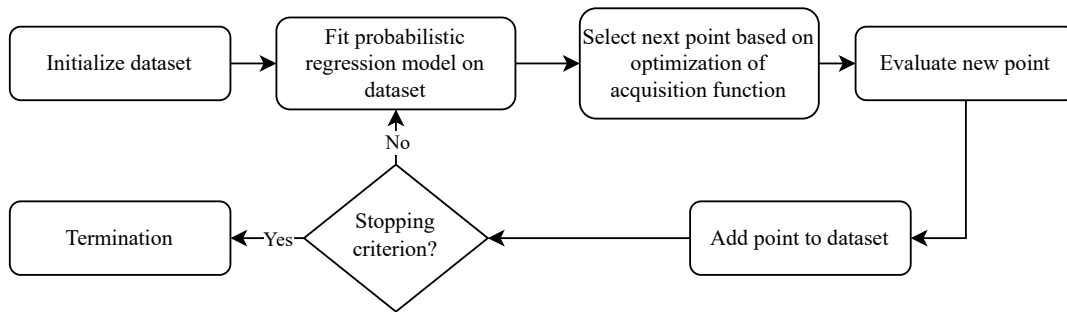 Initialize dataset
Fit probabilistic
regression model on
dataset
Select next point based on
optimization of
acquisition function
Evaluate new point
No
Termination
Yes
Stopping
criterion?
Add point to dataset